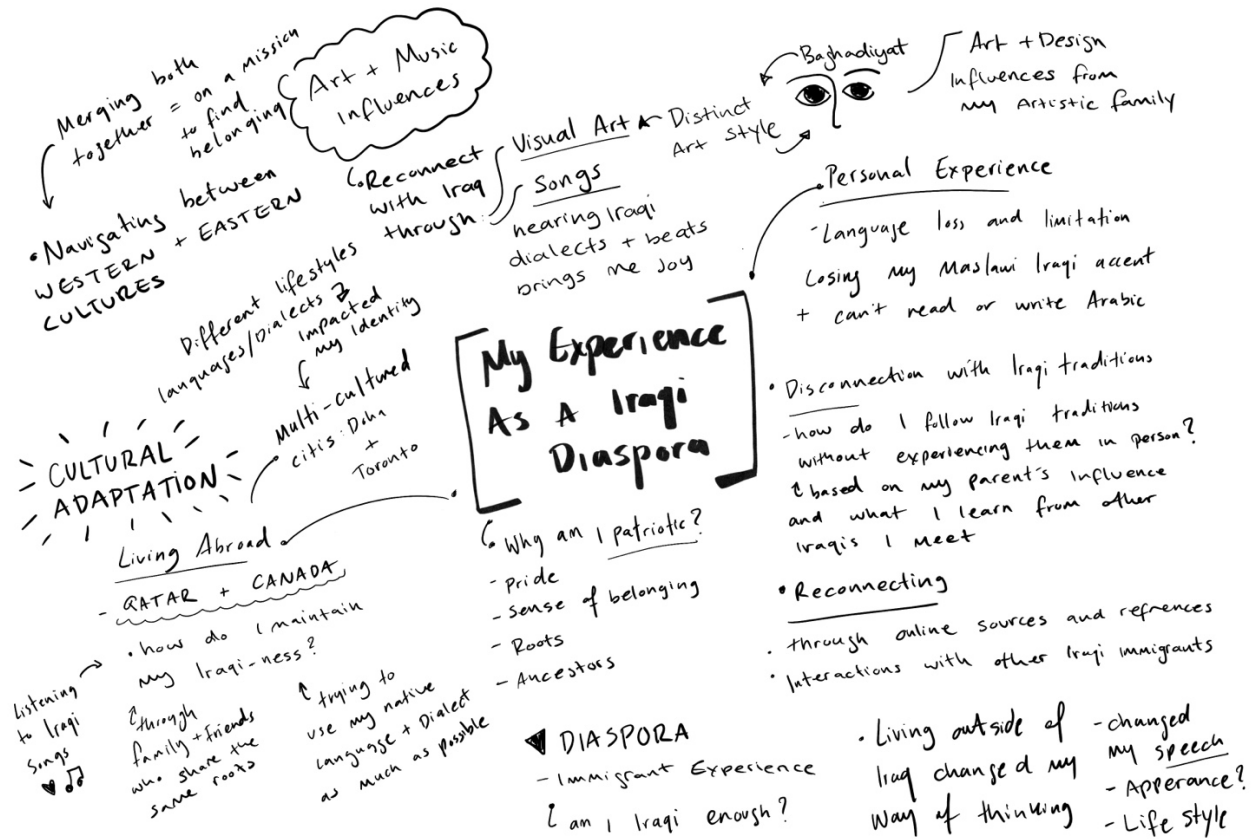 Merging both
together = on a mission
to find
belonging
Art + Music
Influences
• Navigating between
WESTERN + EASTERN
CULTURES
Reconnect
with Iraq
through:
Visual Art
Distinct
Art Style
Baghadiyat
Art + Design
Influences from
my Artistic family
Songs
hearing Iraqi
dialects + beats
brings me joy
Different lifestyles
languages/Dialects
impacted
my Identity
Multi-cultured
citis: Doha
+
Toronto
CULTURAL
ADAPTATION
[My Experience
As A Iraqi
Diaspora]
Personal Experience
- Language loss and limitation
Losing my Maslawi Iraqi accent
+ can't read or write Arabic
• Disconnection with Iraqi traditions
- how do I follow Iraqi traditions
without experiencing them in person?
based on my parent's influence
and what I learn from other
Iraqis I meet
• Reconnecting
• through online sources and refrences
• Interactions with other Iraqi immigrants
Living Abroad
- QATAR + CANADA
• how do I maintain
my Iraqi-ness?
Listening
to Iraqi
Songs
through
family + friends
who share the
same roots
trying to
use my native
Language + Dialect
as much as possible
Why am I patriotic?
- Pride
- Sense of belonging
- Roots
- Ancestors
DIASPORA
- Immigrant Experience
am I Iraqi enough?
• Living outside of
Iraq changed my
way of thinking
- changed
my speech
- Apperance?
- Life style